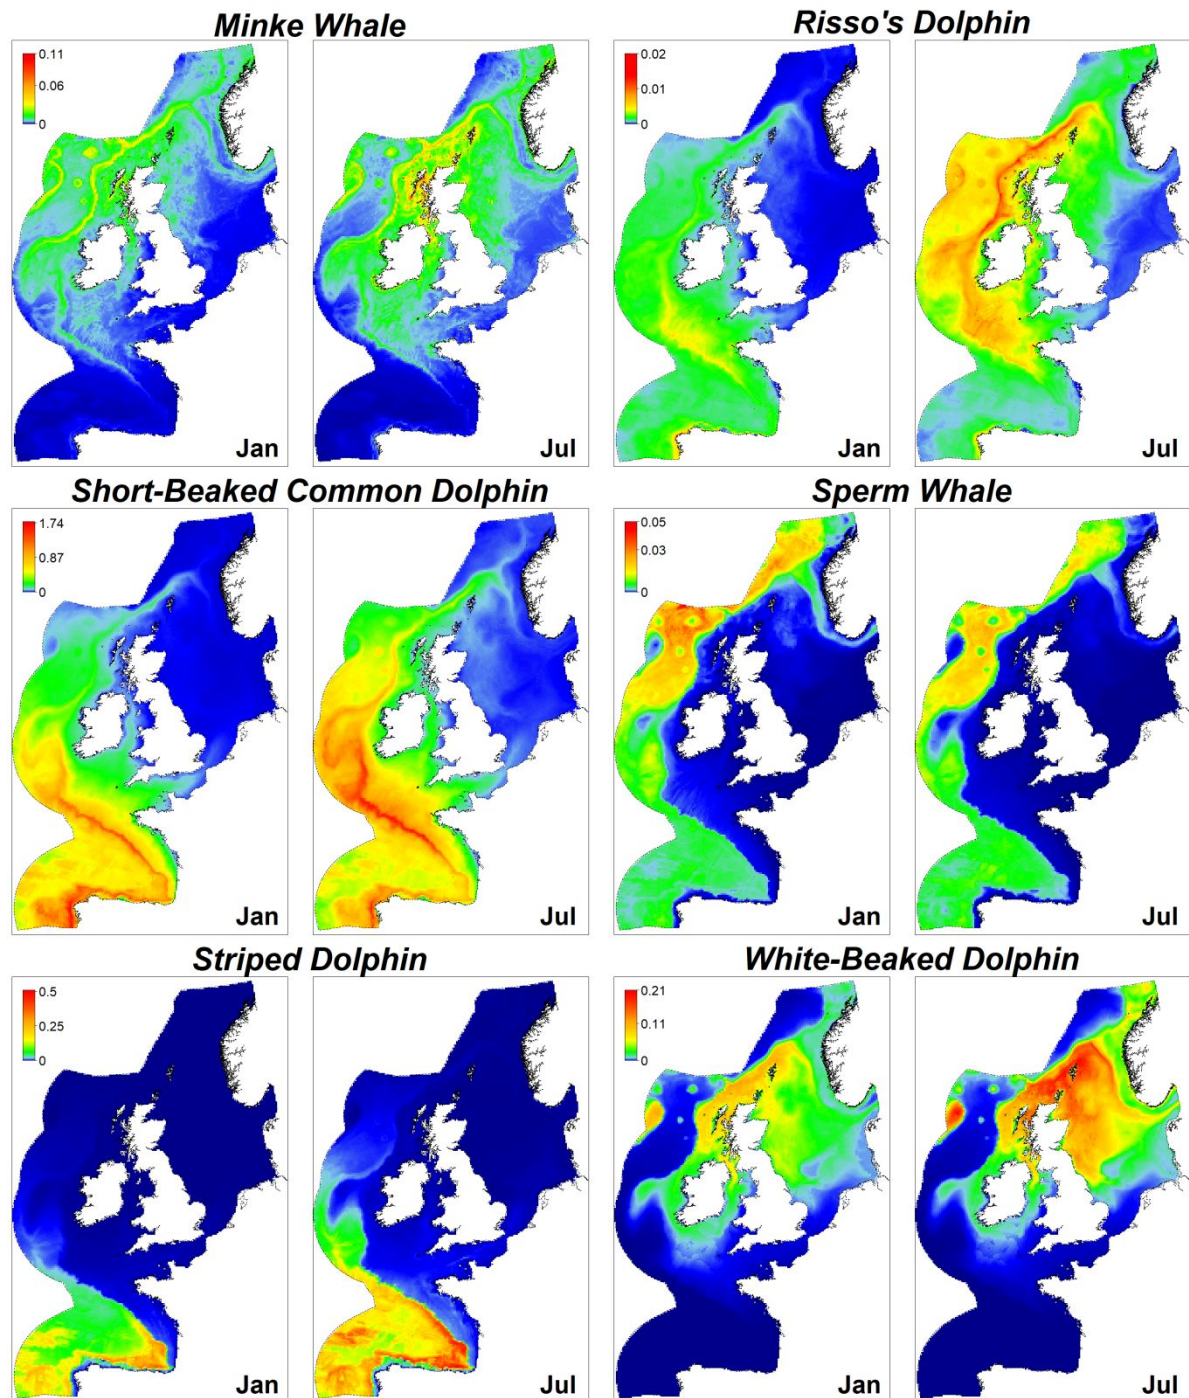 Minke Whale
Risso's Dolphin
0.11
0.06
0
Jan
Jul
0.02
0.01
0
Jan
Jul
Short-Beaked Common Dolphin
Sperm Whale
1.74
0.87
0
Jan
Jul
0.05
0.03
0
Jan
Jul
Striped Dolphin
White-Beaked Dolphin
0.5
0.25
0
Jan
Jul
0.21
0.11
0
Jan
Jul